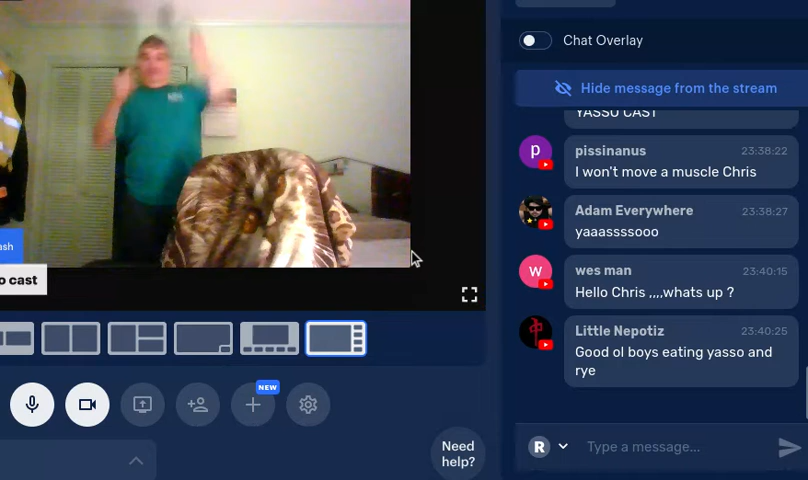 Chat Overlay
Hide message from the stream
YASSU CAST
pissinanus 23:38:22
I won't move a muscle Chris
Adam Everywhere 23:38:27
yaaassssooo
wes man 23:40:15
Hello Chris ,,,,whats up ?
Little Nepotiz 23:40:25
Good ol boys eating yasso and
rye
ash
o cast
NEW
Need
help?
R
Type a message...
p
w